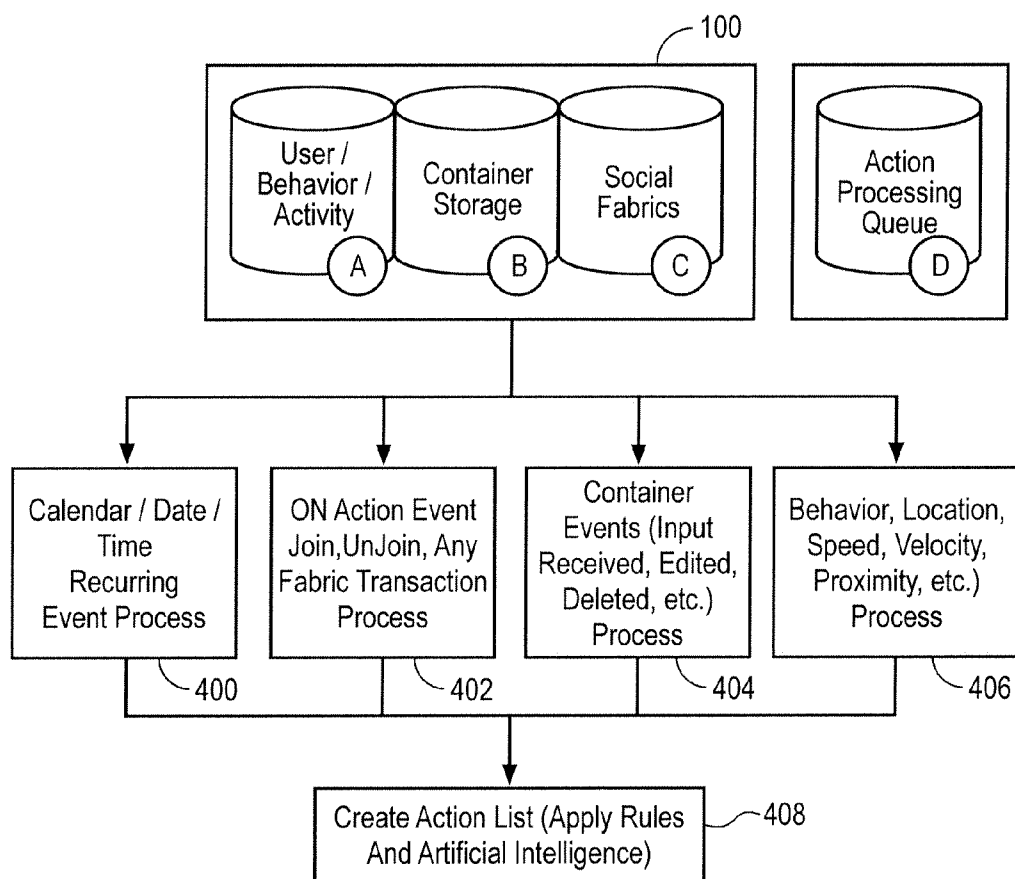 100
User /
Behavior /
Activity
A
Container
Storage
B
Social
Fabrics
C
Action
Processing
Queue
D
Calendar / Date /
Time
Recurring
Event Process
400
ON Action Event
Join,UnJoin, Any
Fabric Transaction
Process
402
Container
Events (Input
Received, Edited,
Deleted, etc.)
Process
404
Behavior, Location,
Speed, Velocity,
Proximity, etc.)
Process
406
Create Action List (Apply Rules
And Artificial Intelligence)
408